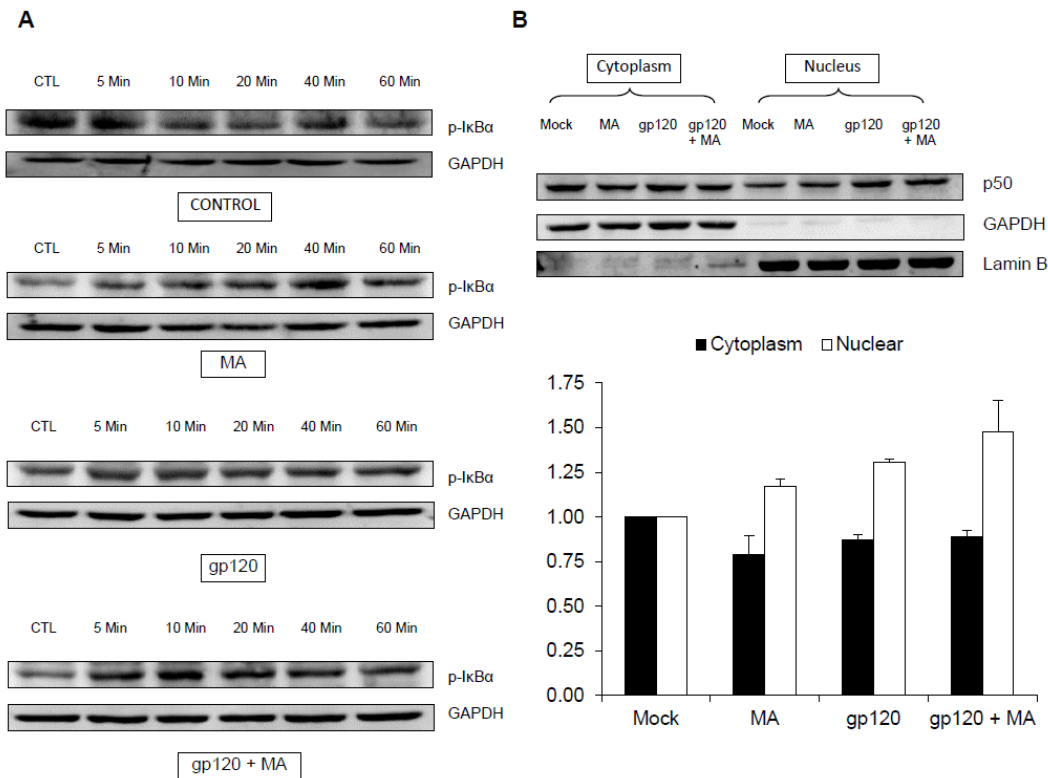 A
CTL 5 Min 10 Min 20 Min 40 Min 60 Min
p-IκBα
GAPDH
CONTROL
CTL 5 Min 10 Min 20 Min 40 Min 60 Min
p-IκBα
GAPDH
MA
CTL 5 Min 10 Min 20 Min 40 Min 60 Min
p-IκBα
GAPDH
gp120
CTL 5 Min 10 Min 20 Min 40 Min 60 Min
p-IκBα
GAPDH
gp120 + MA
B
Cytoplasm Nucleus
Mock MA gp120 gp120 Mock MA gp120 gp120
+ MA + MA
p50
GAPDH
Lamin B
Cytoplasm Nuclear
1.75
1.50
1.25
1.00
0.75
0.50
0.25
0.00
Mock MA gp120 gp120 + MA